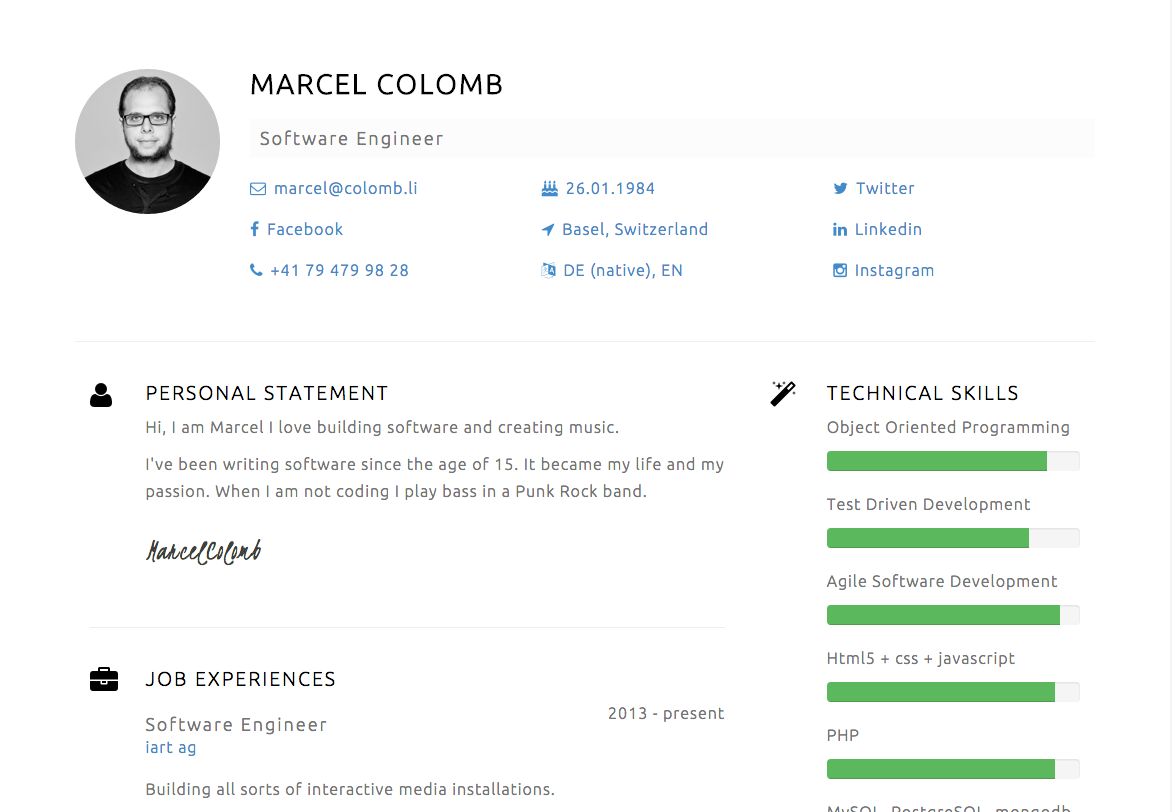 MARCEL COLOMB
Software Engineer
marcel@colomb.li
26.01.1984
Twitter
Facebook
Basel, Switzerland
Linkedin
+41 79 479 98 28
DE (native), EN
Instagram
PERSONAL STATEMENT
Hi, I am Marcel I love building software and creating music.
I've been writing software since the age of 15. It became my life and my
passion. When I am not coding I play bass in a Punk Rock band.
MarcelColomb
JOB EXPERIENCES
Software Engineer
2013 - present
iart ag
Building all sorts of interactive media installations.
TECHNICAL SKILLS
Object Oriented Programming
Test Driven Development
Agile Software Development
Html5 + css + javascript
PHP
MySQL, PostgreSQL, mongodb